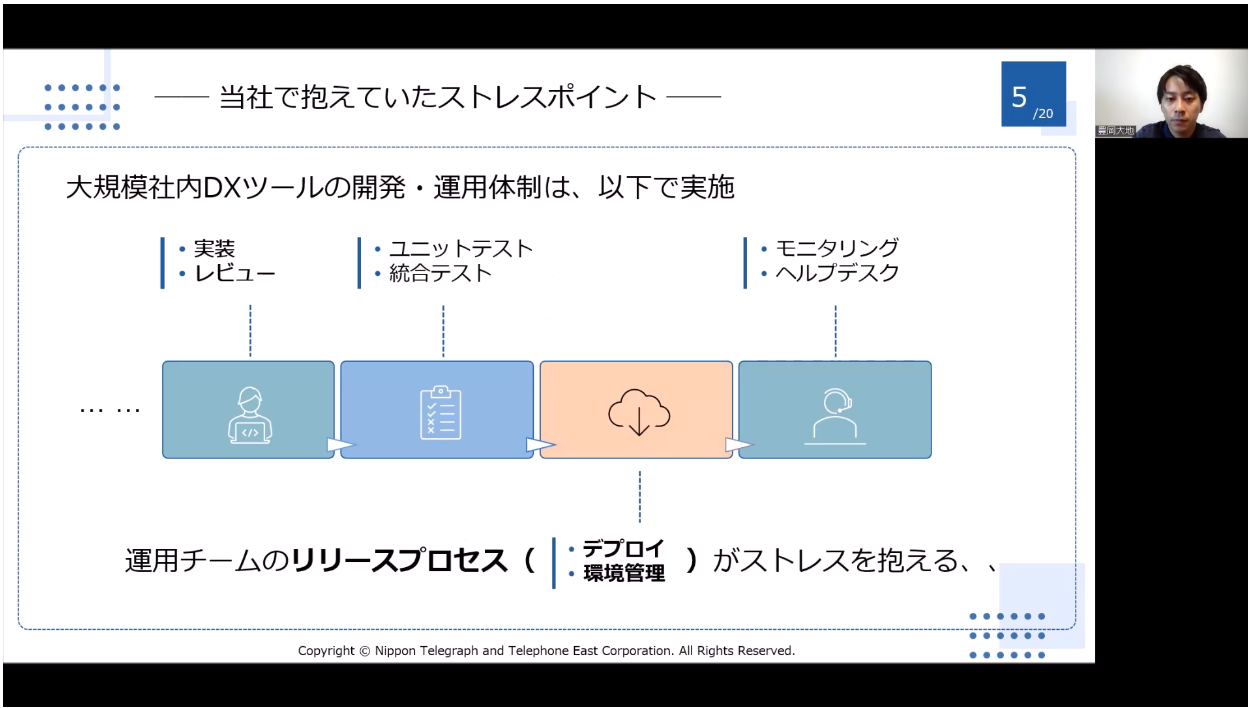 当社で抱えていたストレスポイント
5
/20
豊岡大地
大規模社内DXツールの開発・運用体制は、以下で実施
・実装
・レビュー
・ユニットテスト
・統合テスト
・モニタリング
・ヘルプデスク
… …
運用チームのリリースプロセス（ ・デプロイ
・環境管理 ）がストレスを抱える、、
Copyright © Nippon Telegraph and Telephone East Corporation. All Rights Reserved.